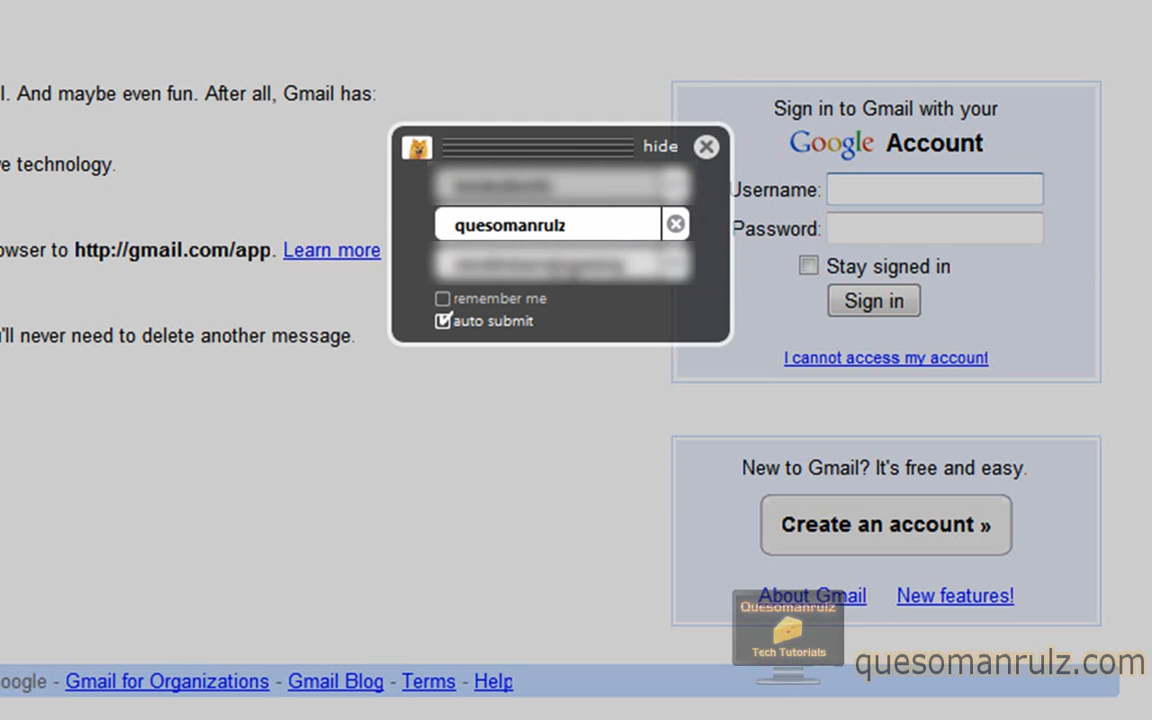 l. And maybe even fun. After all, Gmail has:
ve technology.
owser to http://gmail.com/app. Learn more
'll never need to delete another message.
hide
quesomanrulz
remember me
auto submit
Sign in to Gmail with your
Google Account
Username:
Password:
Stay signed in
Sign in
I cannot access my account
New to Gmail? It's free and easy.
Create an account »
About Gmail New features!
Quesomanrulz
Tech Tutorials
quesomanrulz.com
oogle - Gmail for Organizations - Gmail Blog - Terms - Help